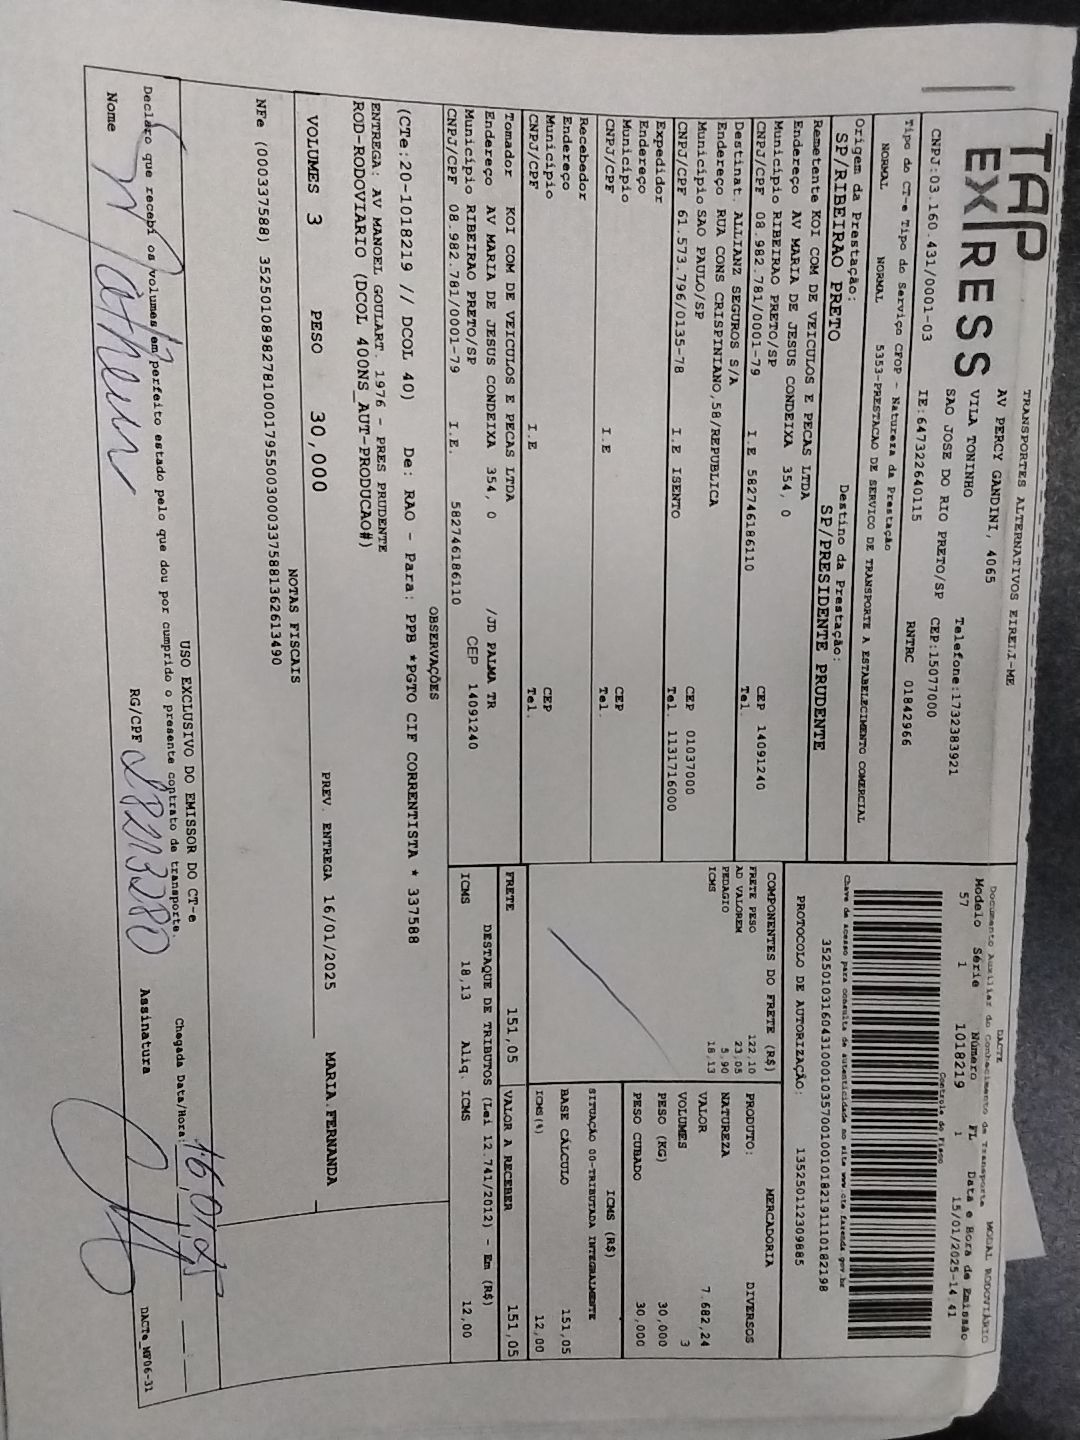 TAP
EXPRESS
TRANSPORTES ALTERNATIVOS EIRELI-ME
AV PERCY GANDINI, 4065
VILA TONINHO
SAO JOSE DO RIO PRETO/SP CEP:15077000
Telefone:1732383921
CNPJ:03.160.431/0001-03 IE:647322640115 RNTRC 01842966
DACTE MODAL RODOVIÁRIO
Documento Auxiliar do Conhecimento de Transporte
Modelo Série Número FL Data e Hora de Emissão
57 1 1018219 1 15/01/2025-14.41
Controle do Fisco
Chave de acesso para consulta de autenticidade no site www.cte.fazenda.gov.br
PROTOCOLO DE AUTORIZAÇÃO: 135250112309885
Tipo do CT-e Tipo do Serviço CFOP - Natureza da Prestação
NORMAL NORMAL 5353-PRESTACAO DE SERVICO DE TRANSPORTE A ESTABELECIMENTO COMERCIAL
Origem da Prestação: Destino da Prestação:
SP/RIBEIRAO PRETO SP/PRESIDENTE PRUDENTE
Remetente KOI COM DE VEICULOS E PECAS LTDA
Endereço AV MARIA DE JESUS CONDEIXA 354, 0
Município RIBEIRAO PRETO/SP CEP 14091240
CNPJ/CPF 08.982.781/0001-79 I.E 582746186110 Tel.
Destinat. ALLIANZ SEGUROS S/A
Endereço RUA CONS CRISPINIANO,58/REPUBLICA
Município SAO PAULO/SP CEP 01037000
CNPJ/CPF 61.573.796/0135-78 I.E ISENTO Tel. 1131716000
Expedidor
Endereço
Município CEP
CNPJ/CPF I.E Tel.
Recebedor
Endereço
Município CEP
CNPJ/CPF I.E Tel.
Tomador KOI COM DE VEICULOS E PECAS LTDA
Endereço AV MARIA DE JESUS CONDEIXA 354, 0 /JD PALMA TR
Município RIBEIRAO PRETO/SP CEP 14091240
CNPJ/CPF 08.982.781/0001-79 I.E. 582746186110
COMPONENTES DO FRETE (R$)
FRETE PESO 122,10
AD VALOREM 23,05
PEDAGIO 5,90
ICMS 18,13
MERCADORIA
PRODUTO: DIVERSOS
NATUREZA
VALOR 7.682,24
VOLUMES 3
PESO (KG) 30,000
PESO CUBADO 30,000
ICMS (R$)
SITUAÇÃO 00-TRIBUTADA INTEGRALMENTE
BASE CÁLCULO 151,05
ICMS(%) 12,00
FRETE 151,05 VALOR A RECEBER 151,05
DESTAQUE DE TRIBUTOS (Lei 12.741/2012) - Em (R$)
ICMS 18,13 Aliq. ICMS 12,00
OBSERVAÇÕES
(CTe:20-1018219 // DCOL 40) De: RAO - Para: PPB *PGTO CIF CORRENTISTA * 337588
ENTREGA: AV MANOEL GOULART. 1976 - PRES PRUDENTE
ROD-RODOVIARIO (DCOL 400NS_AUT-PRODUCAO#)
VOLUMES 3 PESO 30,000 PREV. ENTREGA 16/01/2025 MARIA.FERNANDA
NOTAS FISCAIS
USO EXCLUSIVO DO EMISSOR DO CT-e
Declaro que recebi os volumes em perfeito estado pelo que dou por cumprido o presente contrato de transporte.
Chegada Data/Hora: 16,01,25
Nome Matheus RG/CPF Assinatura
DACTe_MF06-31